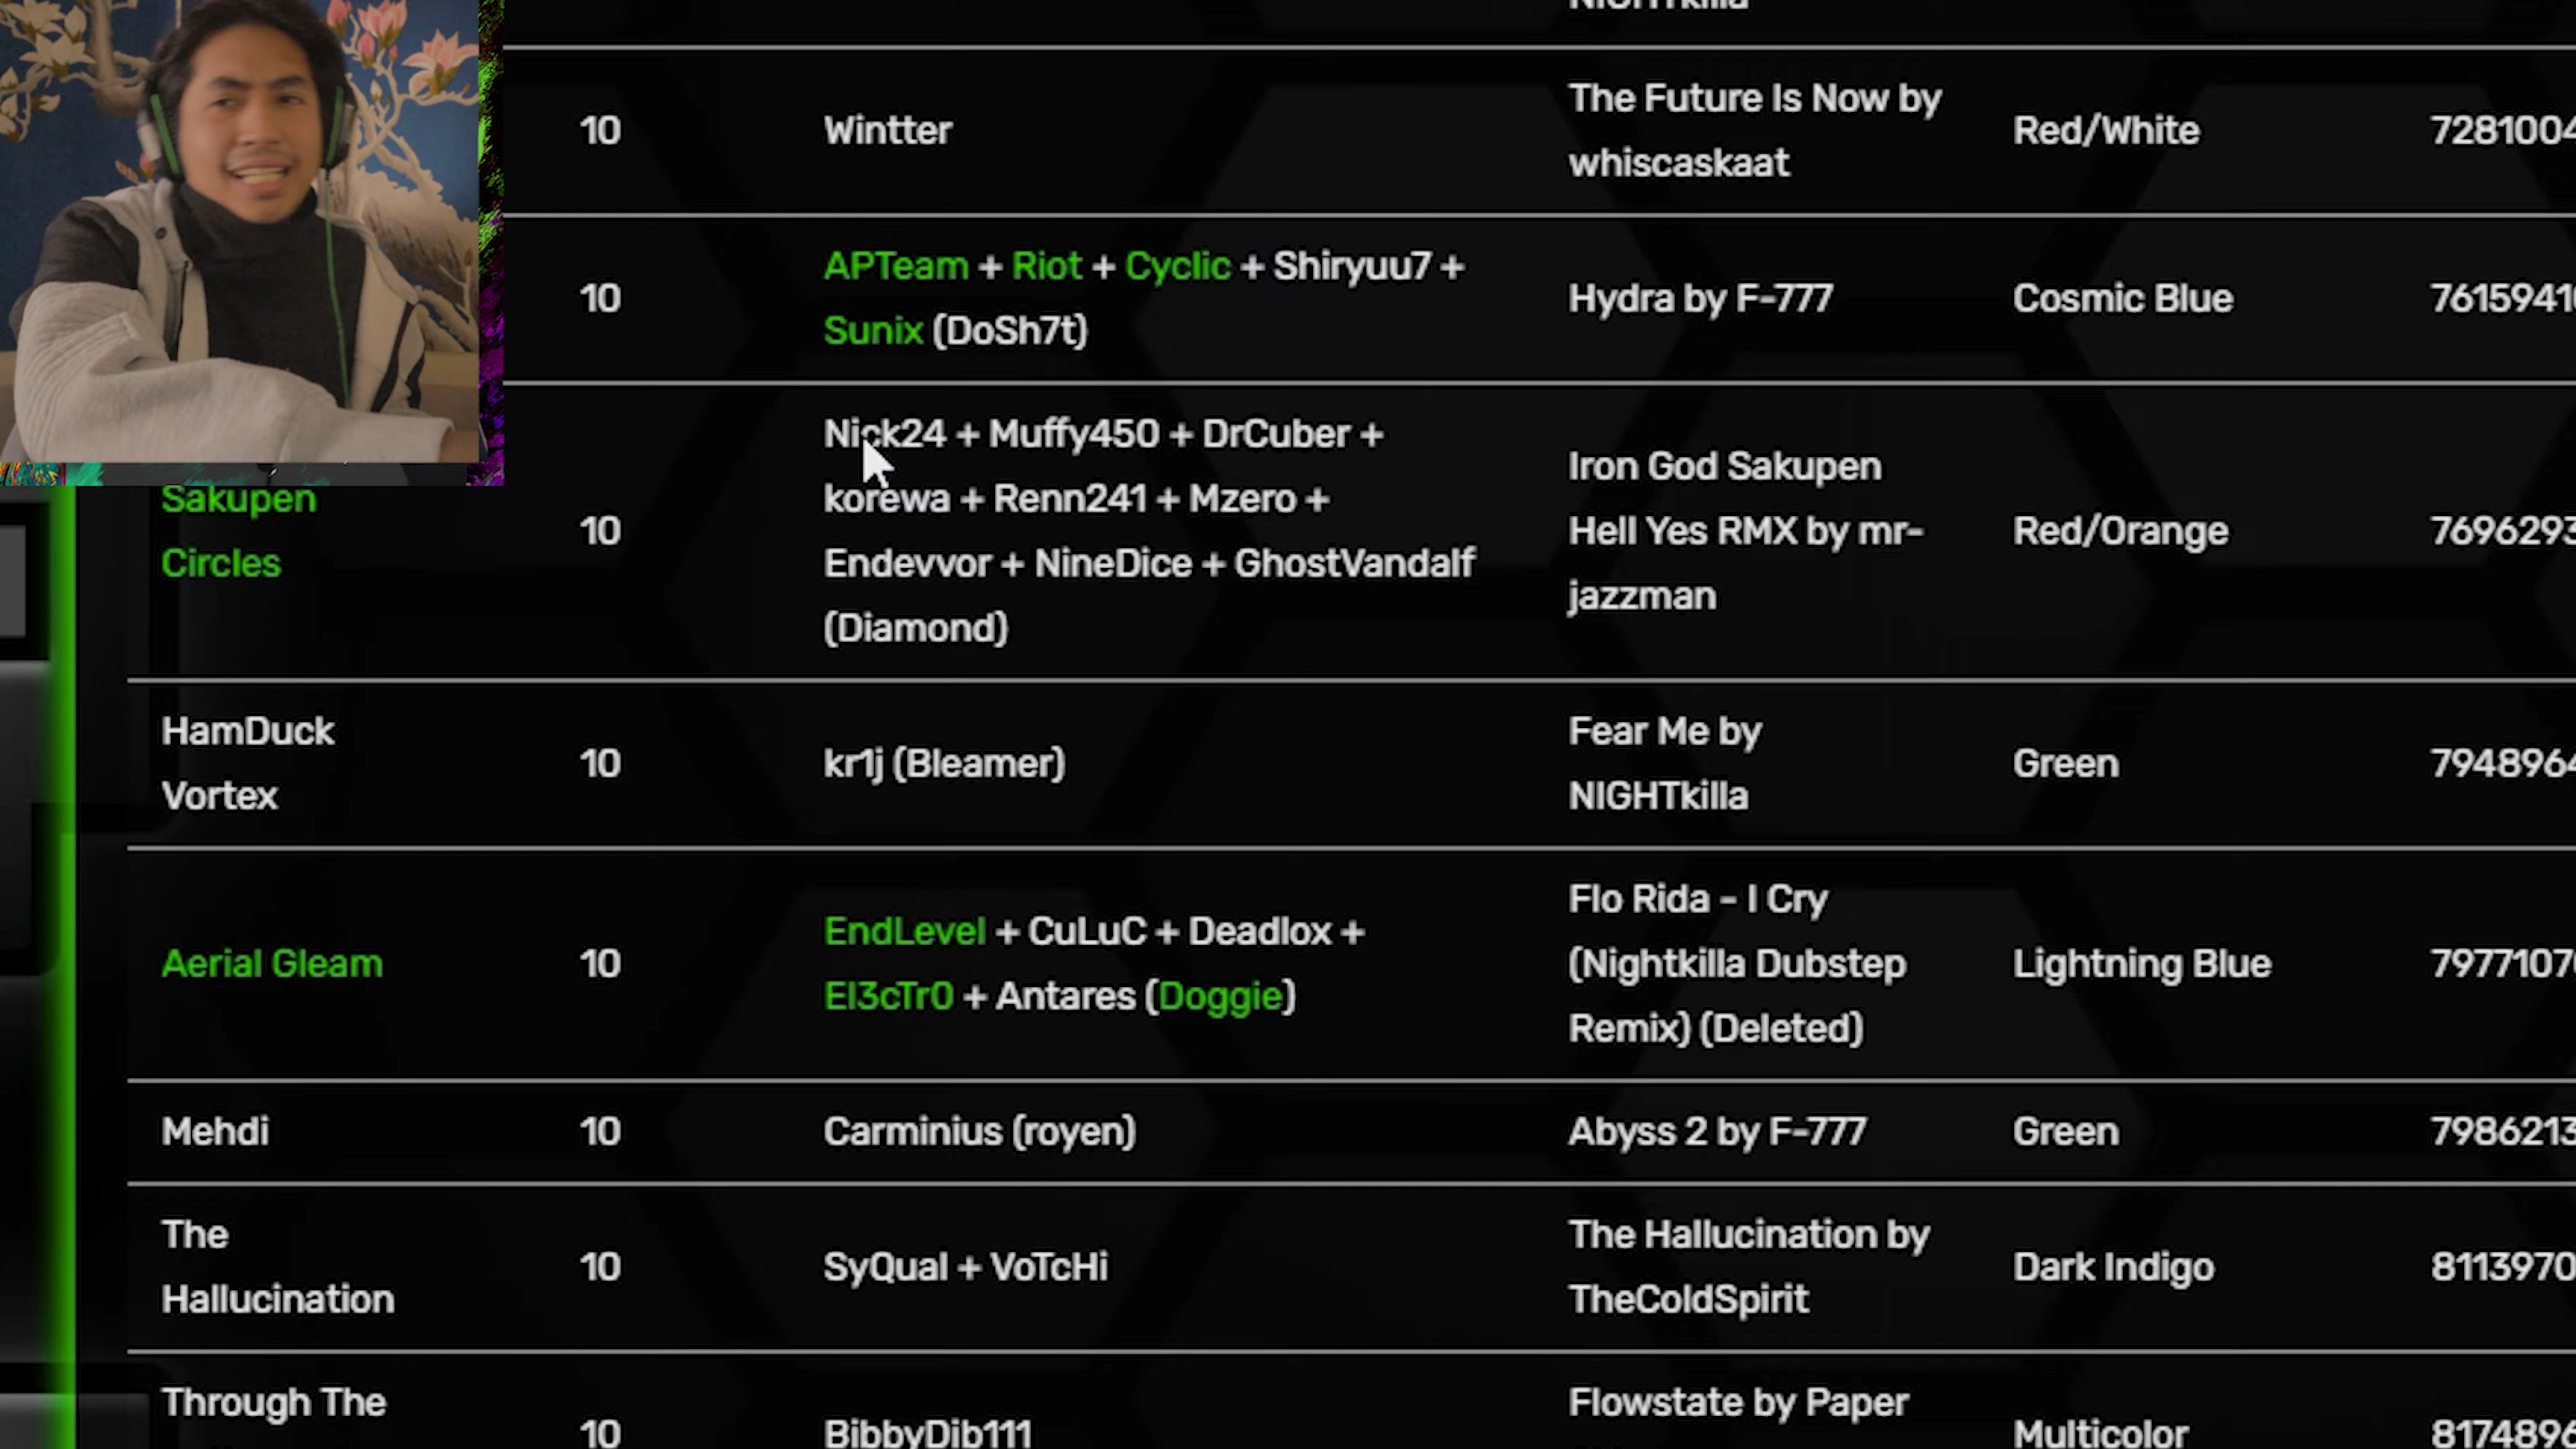 10
Wintter
The Future Is Now by
whiscaskaat
Red/White
10
APTeam + Riot + Cyclic + Shiryuu7 +
Sunix (DoSh7t)
Hydra by F-777
Cosmic Blue
Sakupen
Circles
10
Nick24 + Muffy450 + DrCuber +
korewa + Renn241 + Mzero +
Endevvor + NineDice + GhostVandalf
(Diamond)
Iron God Sakupen
Hell Yes RMX by mr-
jazzman
Red/Orange
HamDuck
Vortex
10
kr1j (Bleamer)
Fear Me by
NIGHTkilla
Green
Aerial Gleam
10
EndLevel + CuLuC + Deadlox +
El3cTr0 + Antares (Doggie)
Flo Rida - I Cry
(Nightkilla Dubstep
Remix) (Deleted)
Lightning Blue
Mehdi
10
Carminius (royen)
Abyss 2 by F-777
Green
The
Hallucination
10
SyQual + VoTcHi
The Hallucination by
TheColdSpirit
Dark Indigo
Through The
10
BibbyDib111
Flowstate by Paper
Multicolor